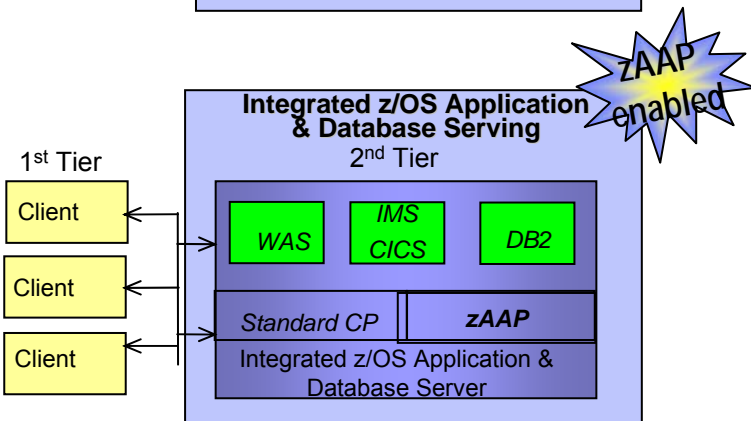 zAAP
enabled
Integrated z/OS Application
& Database Serving
2nd Tier
1st Tier
Client
Client
Client
WAS
IMS
CICS
DB2
Standard CP
zAAP
Integrated z/OS Application &
Database Server